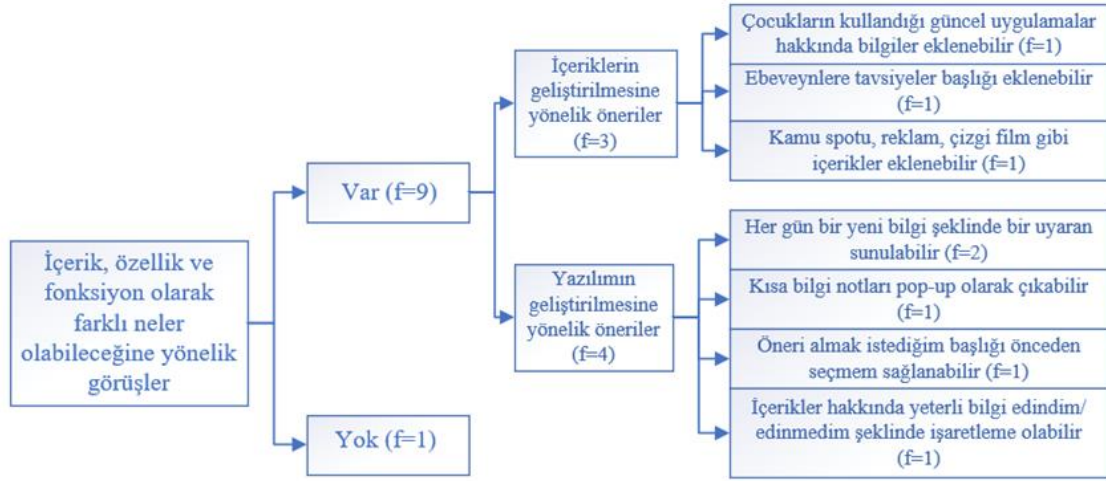 İçerik, özellik ve
fonksiyon olarak
farklı neler
olabileceğine yönelik
görüşler
Var (f=9)
İçeriklerin
geliştirilmesine
yönelik öneriler
(f=3)
Çocukların kullandığı güncel uygulamalar
hakkında bilgiler eklenebilir (f=1)
Ebeveynlere tavsiyeler başlığı eklenebilir
(f=1)
Kamu spotu, reklam, çizgi film gibi
içerikler eklenebilir (f=1)
Yazılımın
geliştirilmesine
yönelik öneriler
(f=4)
Her gün bir yeni bilgi şeklinde bir uyaran
sunulabilir (f=2)
Kısa bilgi notları pop-up olarak çıkabilir
(f=1)
Öneri almak istediğim başlığı önceden
seçmem sağlanabilir (f=1)
İçerikler hakkında yeterli bilgi edindim/
edinmedim şeklinde işaretleme olabilir
(f=1)
Yok (f=1)